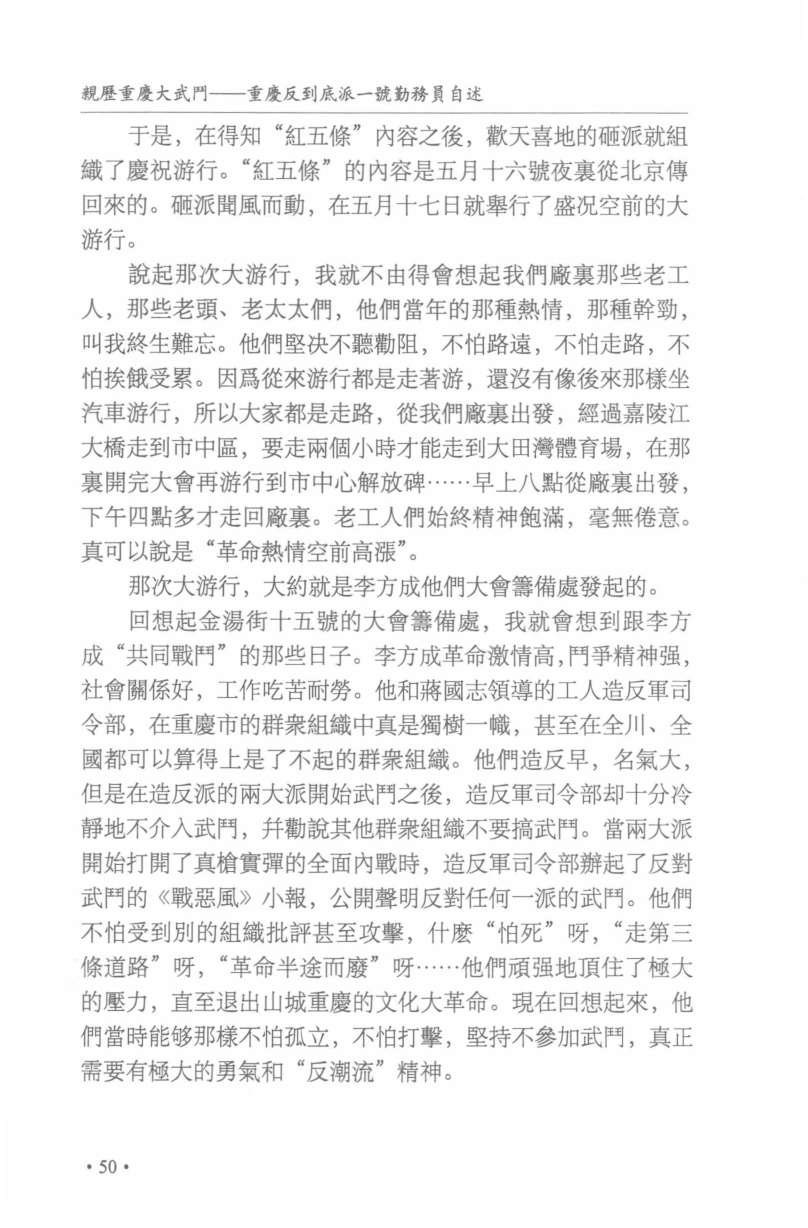 親歷重慶大武鬥——重慶反到底派一號勤務員自述
于是，在得知“紅五條”內容之後，歡天喜地的砸派就組
織了慶祝游行。“紅五條”的內容是五月十六號夜裏從北京傳
回來的。砸派聞風而動，在五月十七日就舉行了盛況空前的大
游行。
說起那次大游行，我就不由得會想起我們廠裏那些老工
人，那些老頭、老太太們，他們當年的那種熱情，那種幹勁，
叫我終生難忘。他們堅決不聽勸阻，不怕路遠，不怕走路，不
怕挨餓受累。因爲從來游行都是走著游，還沒有像後來那樣坐
汽車游行，所以大家都是走路，從我們廠裏出發，經過嘉陵江
大橋走到市中區，要走兩個小時才能走到大田灣體育場，在那
裏開完大會再游行到市中心解放碑……早上八點從廠裏出發，
下午四點多才走回廠裏。老工人們始終精神飽滿，毫無倦意。
真可以說是“革命熱情空前高漲”。
那次大游行，大約就是李方成他們大會籌備處發起的。
回想起金湯街十五號的大會籌備處，我就會想到跟李方
成“共同戰鬥”的那些日子。李方成革命激情高，鬥爭精神强，
社會關係好，工作吃苦耐勞。他和蔣國志領導的工人造反軍司
令部，在重慶市的群衆組織中真是獨樹一幟，甚至在全川、全
國都可以算得上是了不起的群衆組織。他們造反早，名氣大，
但是在造反派的兩大派開始武鬥之後，造反軍司令部却十分冷
靜地不介入武鬥，幷勸說其他群衆組織不要搞武鬥。當兩大派
開始打開了真槍實彈的全面內戰時，造反軍司令部辦起了反對
武鬥的《戰惡風》小報，公開聲明反對任何一派的武鬥。他們
不怕受到別的組織批評甚至攻擊，什麽“怕死”呀，“走第三
條道路”呀，“革命半途而廢”呀……他們頑强地頂住了極大
的壓力，直至退出山城重慶的文化大革命。現在回想起來，他
們當時能够那樣不怕孤立，不怕打擊，堅持不參加武鬥，真正
需要有極大的勇氣和“反潮流”精神。
·50·